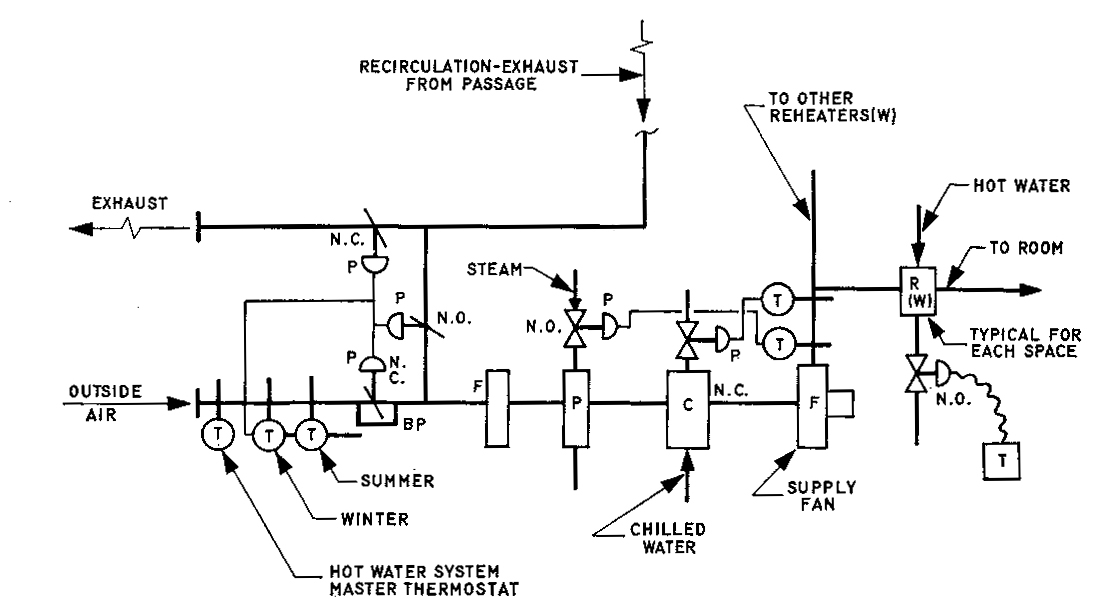 RECIRCULATION-EXHAUST
FROM PASSAGE
TO OTHER
REHEATERS(W)
EXHAUST
HOT WATER
N.C.
P
STEAM
TO ROOM
P
N.O.
P
N.O.
T
R
(W)
P
N.
C.
P
T
TYPICAL FOR
EACH SPACE
OUTSIDE
AIR
F
P
C
N.C.
F
N.O.
BP
T
T
T
T
SUMMER
SUPPLY
FAN
WINTER
CHILLED
WATER
HOT WATER SYSTEM
MASTER THERMOSTAT